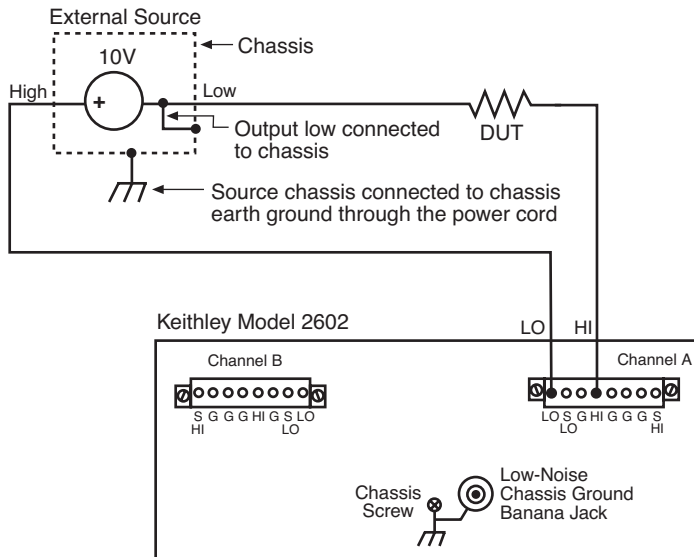 External Source
Chassis
10V
High
+
Low
Output low connected
to chassis
DUT
Source chassis connected to chassis
earth ground through the power cord
Keithley Model 2602
LO
HI
Channel B
S G G G HI G S LO
HI LO
Channel A
LO S G HI G G G S
LO HI
Chassis
Screw
Low-Noise
Chassis Ground
Banana Jack